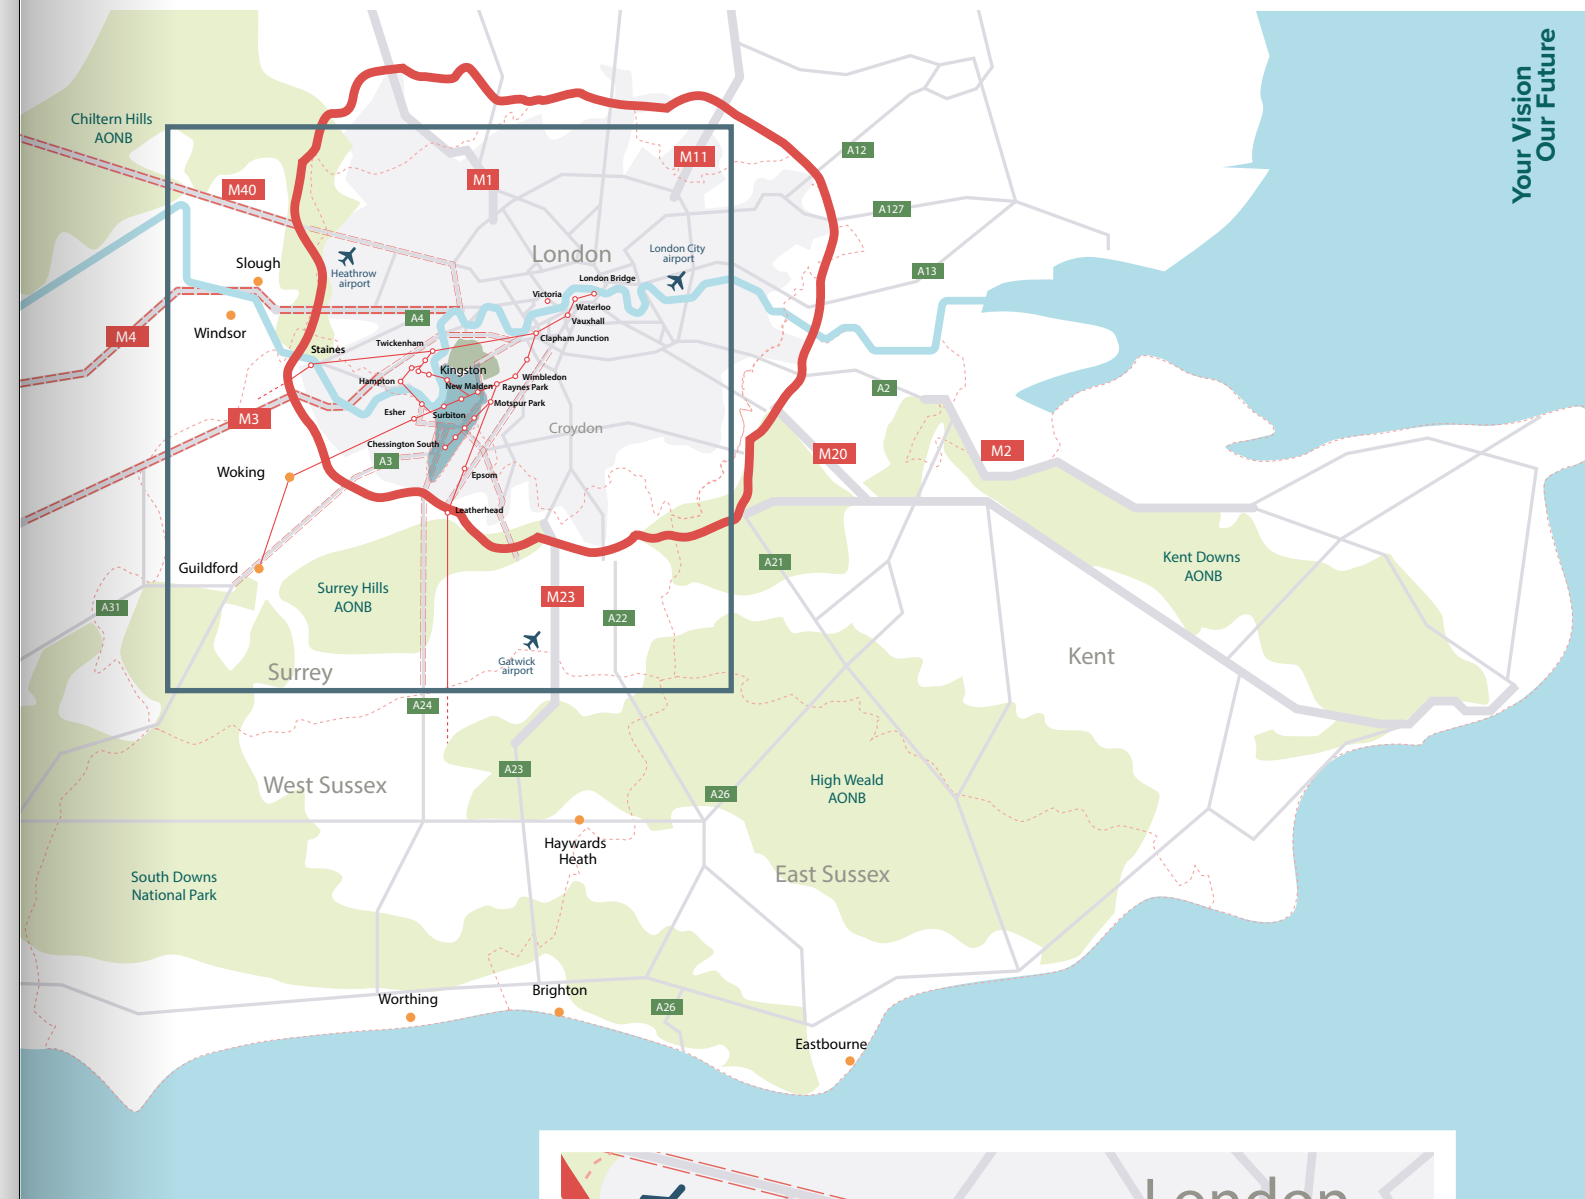 Your Vision
Our Future
Chiltern Hills
AONB
M40
M1
M11
A12
A127
A13
London
London City
airport
Heathrow
airport
Slough
Windsor
M4
A4
London Bridge
Victoria
Waterloo
Vauxhall
Clapham Junction
Staines
Twickenham
Kingston
Hampton
New Malden
Wimbledon
Raynes Park
Motspur Park
Esher
Surbiton
Chessington South
Croydon
M3
A3
A2
M20
M2
Woking
Epsom
Leatherhead
Guildford
Surrey Hills
AONB
A31
M23
A22
A21
Kent Downs
AONB
Gatwick
airport
Surrey
Kent
A24
West Sussex
A23
A26
High Weald
AONB
Haywards
Heath
East Sussex
South Downs
National Park
Worthing
Brighton
A26
Eastbourne
London